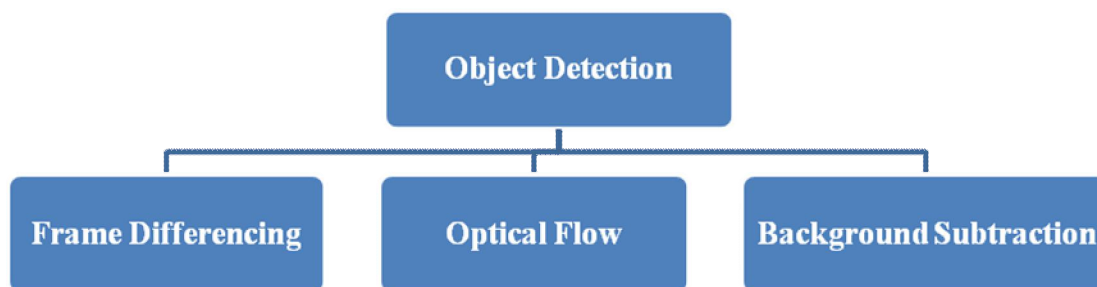 Object Detection
Frame Differencing
Optical Flow
Background Subtraction